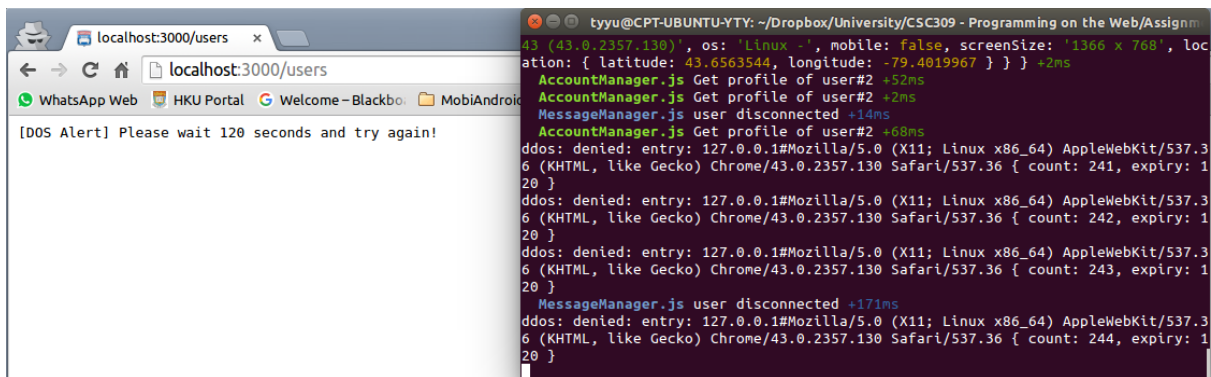 localhost:3000/users
localhost:3000/users
WhatsApp Web HKU Portal Welcome – Blackbo MobiAndroid
[DOS Alert] Please wait 120 seconds and try again!
tyyu@CPT-UBUNTU-YTY: ~/Dropbox/University/CSC309 - Programming on the Web/Assignm
43 (43.0.2357.130)', os: 'Linux -', mobile: false, screenSize: '1366 x 768', loc
ation: { latitude: 43.6563544, longitude: -79.4019967 } } } +2ms
AccountManager.js Get profile of user#2 +52ms
AccountManager.js Get profile of user#2 +2ms
MessageManager.js user disconnected +14ms
AccountManager.js Get profile of user#2 +68ms
ddos: denied: entry: 127.0.0.1#Mozilla/5.0 (X11; Linux x86_64) AppleWebKit/537.3
6 (KHTML, like Gecko) Chrome/43.0.2357.130 Safari/537.36 { count: 241, expiry: 1
20 }
ddos: denied: entry: 127.0.0.1#Mozilla/5.0 (X11; Linux x86_64) AppleWebKit/537.3
6 (KHTML, like Gecko) Chrome/43.0.2357.130 Safari/537.36 { count: 242, expiry: 1
20 }
ddos: denied: entry: 127.0.0.1#Mozilla/5.0 (X11; Linux x86_64) AppleWebKit/537.3
6 (KHTML, like Gecko) Chrome/43.0.2357.130 Safari/537.36 { count: 243, expiry: 1
20 }
MessageManager.js user disconnected +171ms
ddos: denied: entry: 127.0.0.1#Mozilla/5.0 (X11; Linux x86_64) AppleWebKit/537.3
6 (KHTML, like Gecko) Chrome/43.0.2357.130 Safari/537.36 { count: 244, expiry: 1
20 }